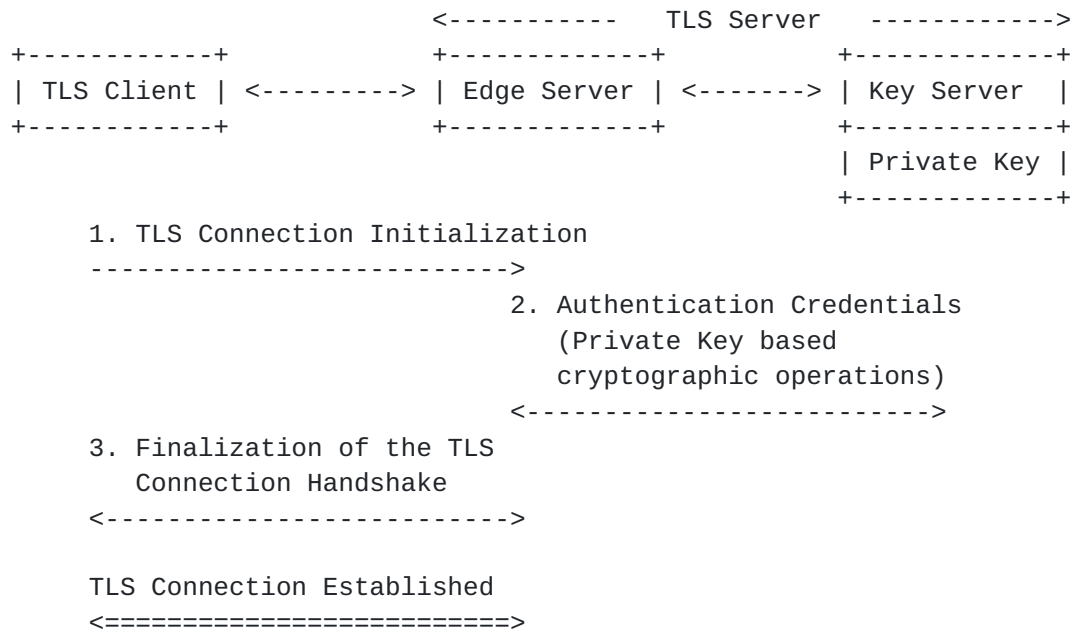 <-----------   TLS Server   ------------>
+------------+             +-------------+           +-------------+
| TLS Client | <---------> | Edge Server | <-------> | Key Server  |
+------------+             +-------------+           +-------------+
                                                     | Private Key |
                                                     +-------------+
     1. TLS Connection Initialization
     --------------------------->
                                2. Authentication Credentials
                                   (Private Key based
                                   cryptographic operations)
                                <-------------------------->
     3. Finalization of the TLS
        Connection Handshake
     <-------------------------->

     TLS Connection Established
     <==========================>